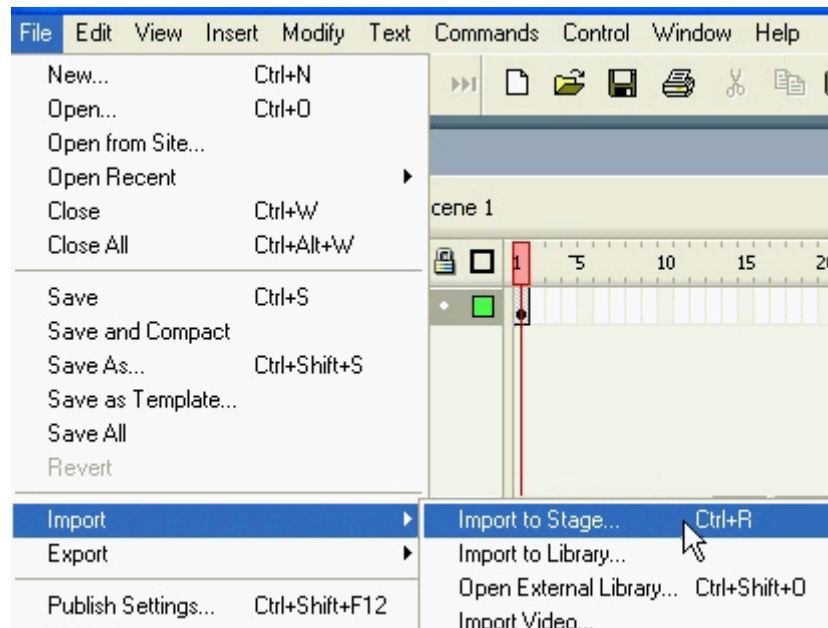 File Edit View Insert Modify Text Commands Control Window Help
New... Ctrl+N
Open... Ctrl+O
Open from Site...
Open Recent
Close Ctrl+W
Close All Ctrl+Alt+W
cene 1
1 5 10 15 20
Save Ctrl+S
Save and Compact
Save As... Ctrl+Shift+S
Save as Template...
Save All
Revert
Import
Export
Publish Settings... Ctrl+Shift+F12
Import to Stage... Ctrl+R
Import to Library...
Open External Library... Ctrl+Shift+O
Import Video...